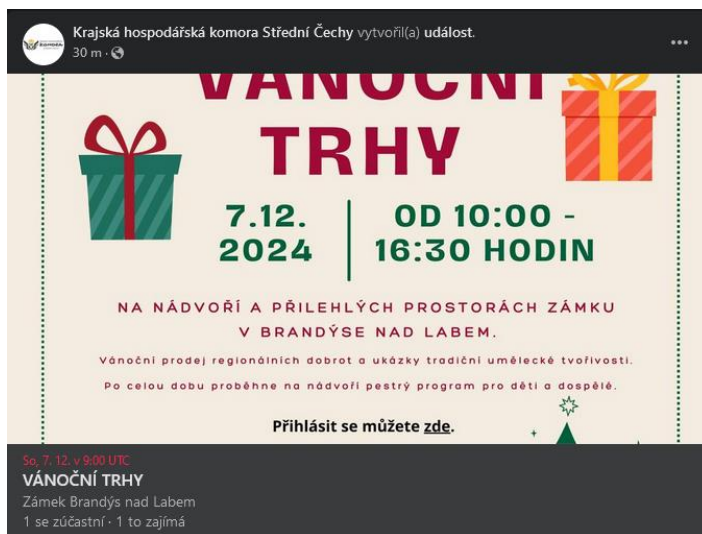 Krajská hospodářská komora Střední Čechy vytvořil(a) událost.
30 m ·
VÁNOČNÍ
TRHY
7.12.
2024
OD 10:00 -
16:30 HODIN
NA NÁDVOŘÍ A PŘILEHLÝCH PROSTORÁCH ZÁMKU
V BRANDÝSE NAD LABEM.
Vánoční prodej regionálních dobrot a ukázky tradiční umělecké tvořivosti.
Po celou dobu proběhne na nádvoří pestrý program pro děti a dospělé.
Přihlásit se můžete zde.
So, 7. 12. v 9:00 UTC
VÁNOČNÍ TRHY
Zámek Brandýs nad Labem
1 se zúčastní · 1 to zajímá